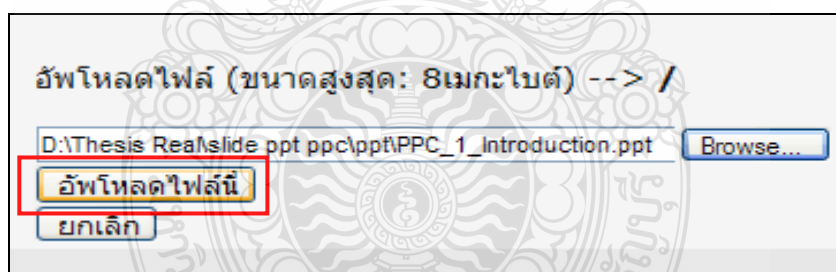 อัพโหลดไฟล์ (ขนาดสูงสุด: 8เมกะไบต์) --> /
D:\Thesis Real\slide ppt ppc\ppt\PPC_1_Introduction.ppt Browse...
อัพโหลดไฟล์นี้
ยกเลิก